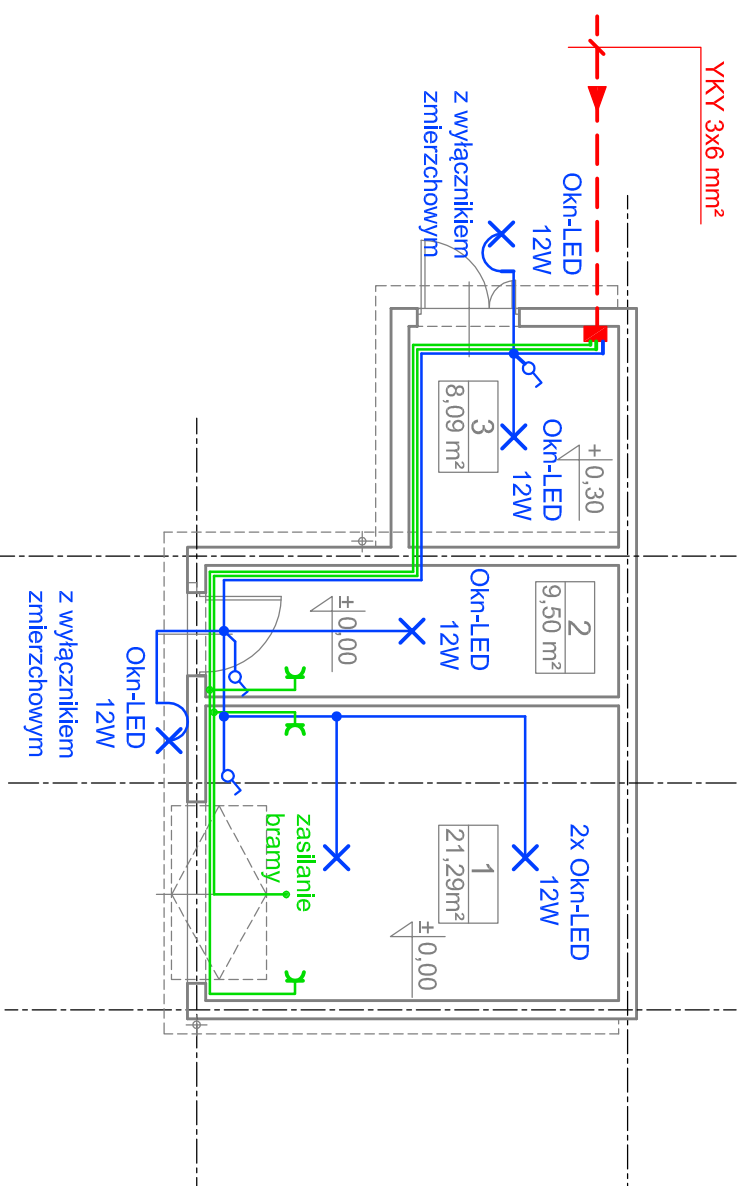 YKY 3x6 mm²
z wyłącznikiem
zmierzchowym
Okn-LED
12W
Okn-LED
12W
+ 0,30
3
8,09 m²
2
9,50 m²
Okn-LED
12W
± 0,00
z wyłącznikiem
zmierzchowym
Okn-LED
12W
2x Okn-LED
12W
1
21,29m²
± 0,00
zasilanie
bramy